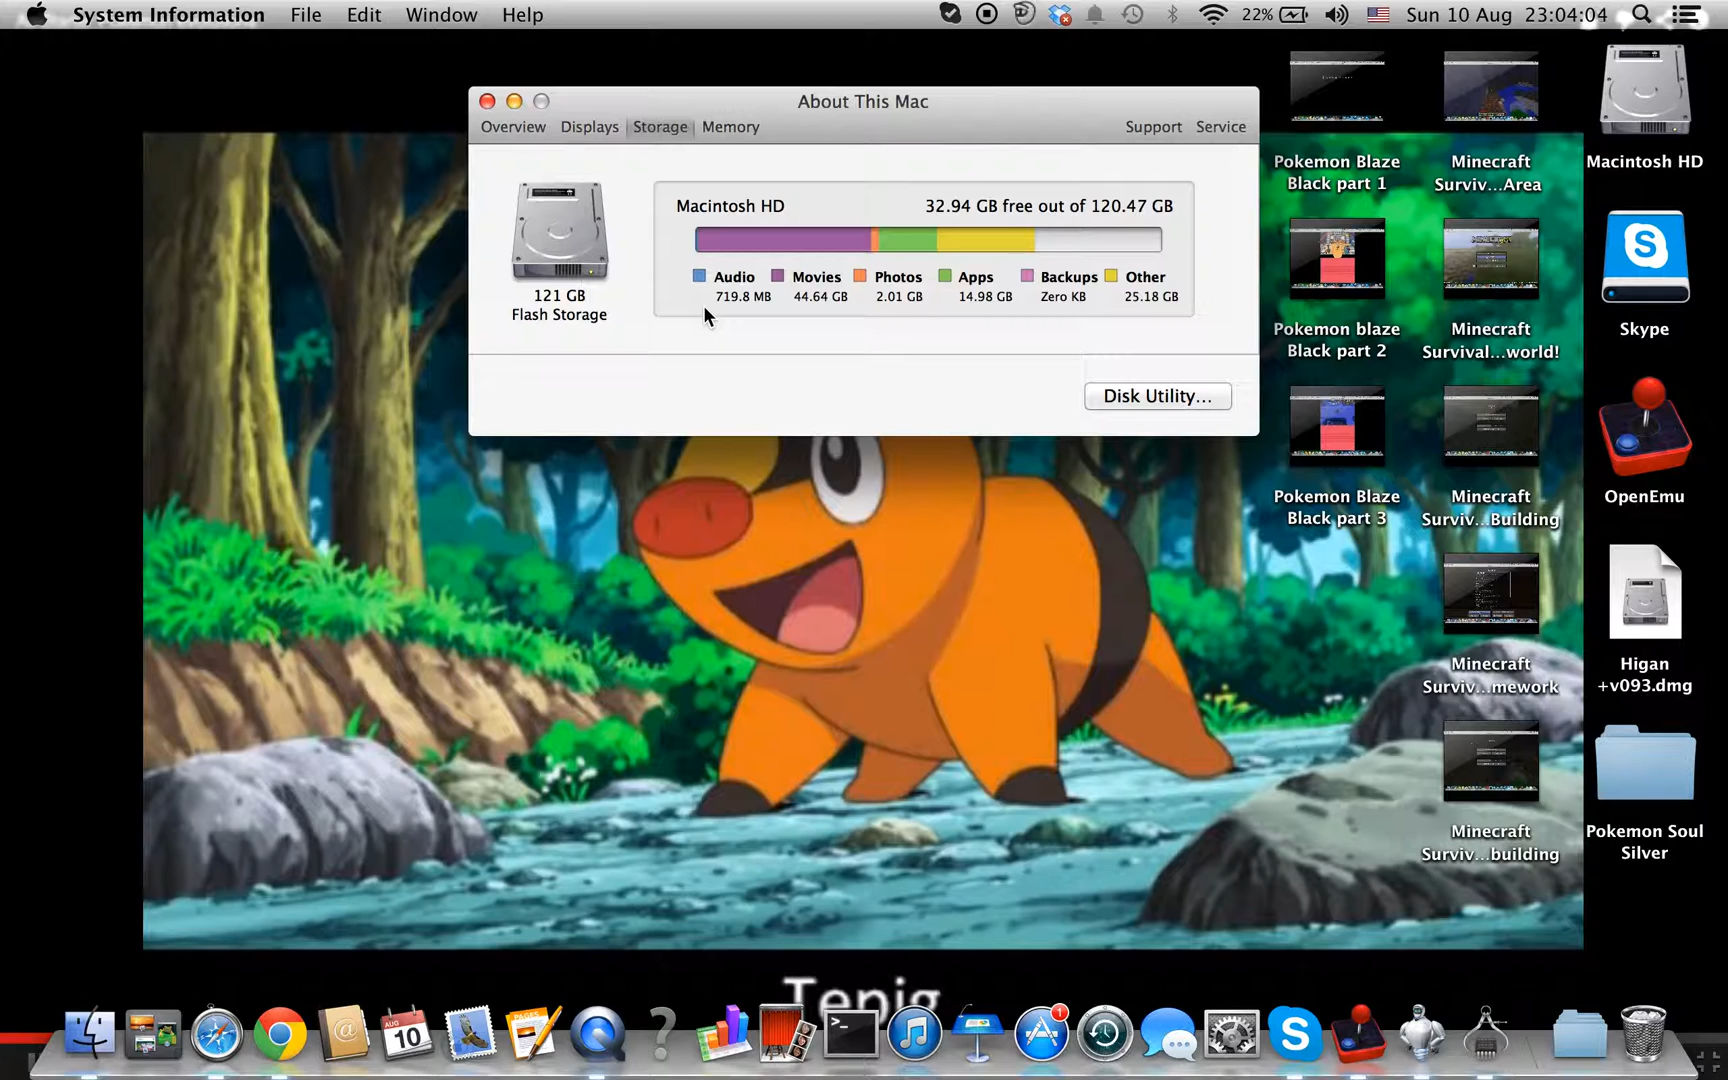 System Information File Edit Window Help 22% Sun 10 Aug 23:04:04
About This Mac
Overview Displays Storage Memory Support Service
Macintosh HD 32.94 GB free out of 120.47 GB
Audio Movies Photos Apps Backups Other
719.8 MB 44.64 GB 2.01 GB 14.98 GB Zero KB 25.18 GB
121 GB
Flash Storage
Disk Utility...
Pokemon Blaze
Black part 1
Minecraft
Surviv...Area
Macintosh HD
Pokemon blaze
Black part 2
Minecraft
Survival...world!
Skype
Pokemon Blaze
Black part 3
Minecraft
Surviv...Building
OpenEmu
Minecraft
Surviv...mework
Higan
+v093.dmg
Minecraft
Surviv...building
Pokemon Soul
Silver
Tepig
AUG
10
1